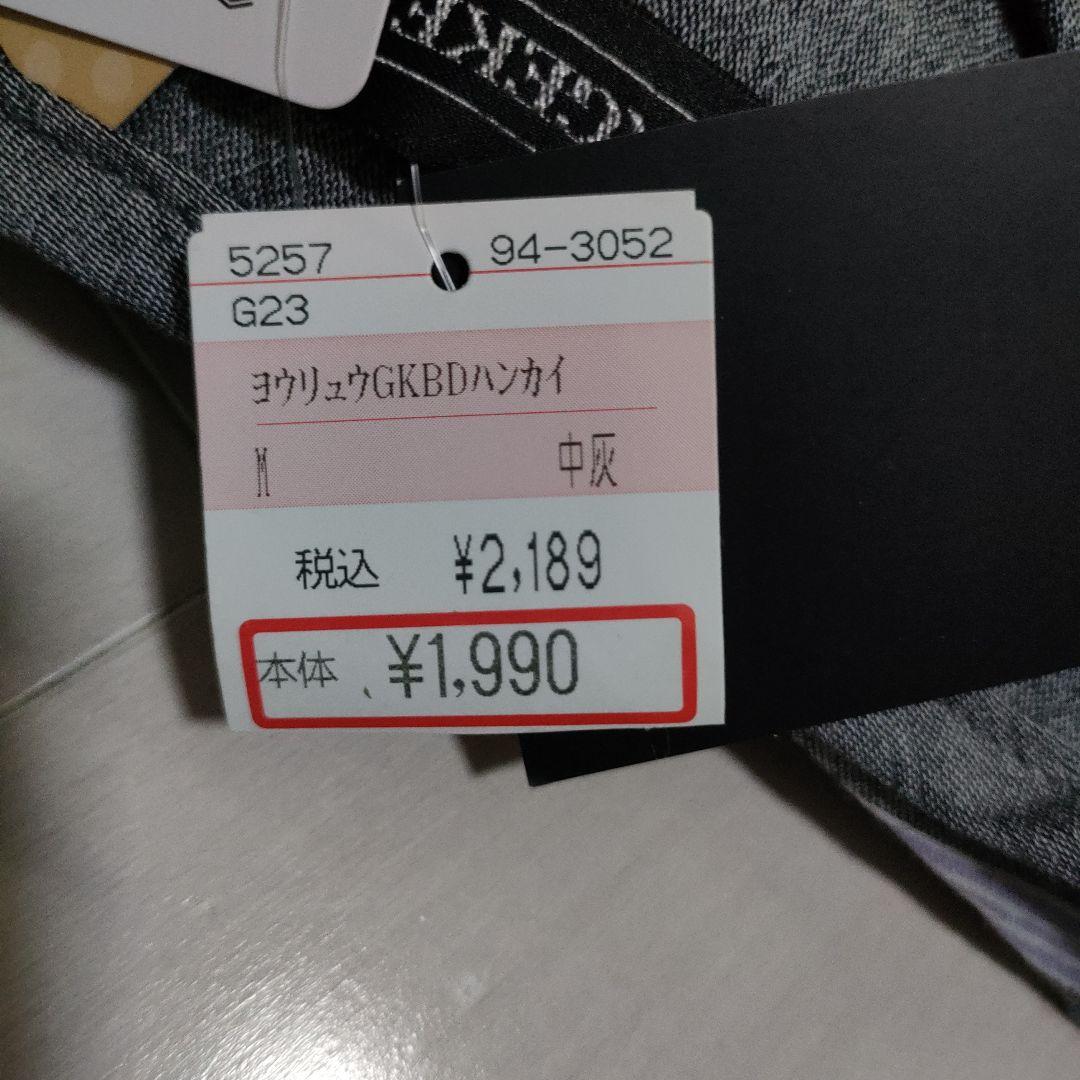 5257 94-3052
G23
ﾖｳﾘｭｳGKBDﾊﾝｶｲ
M 中灰
税込 ¥2,189
本体 ¥1,990